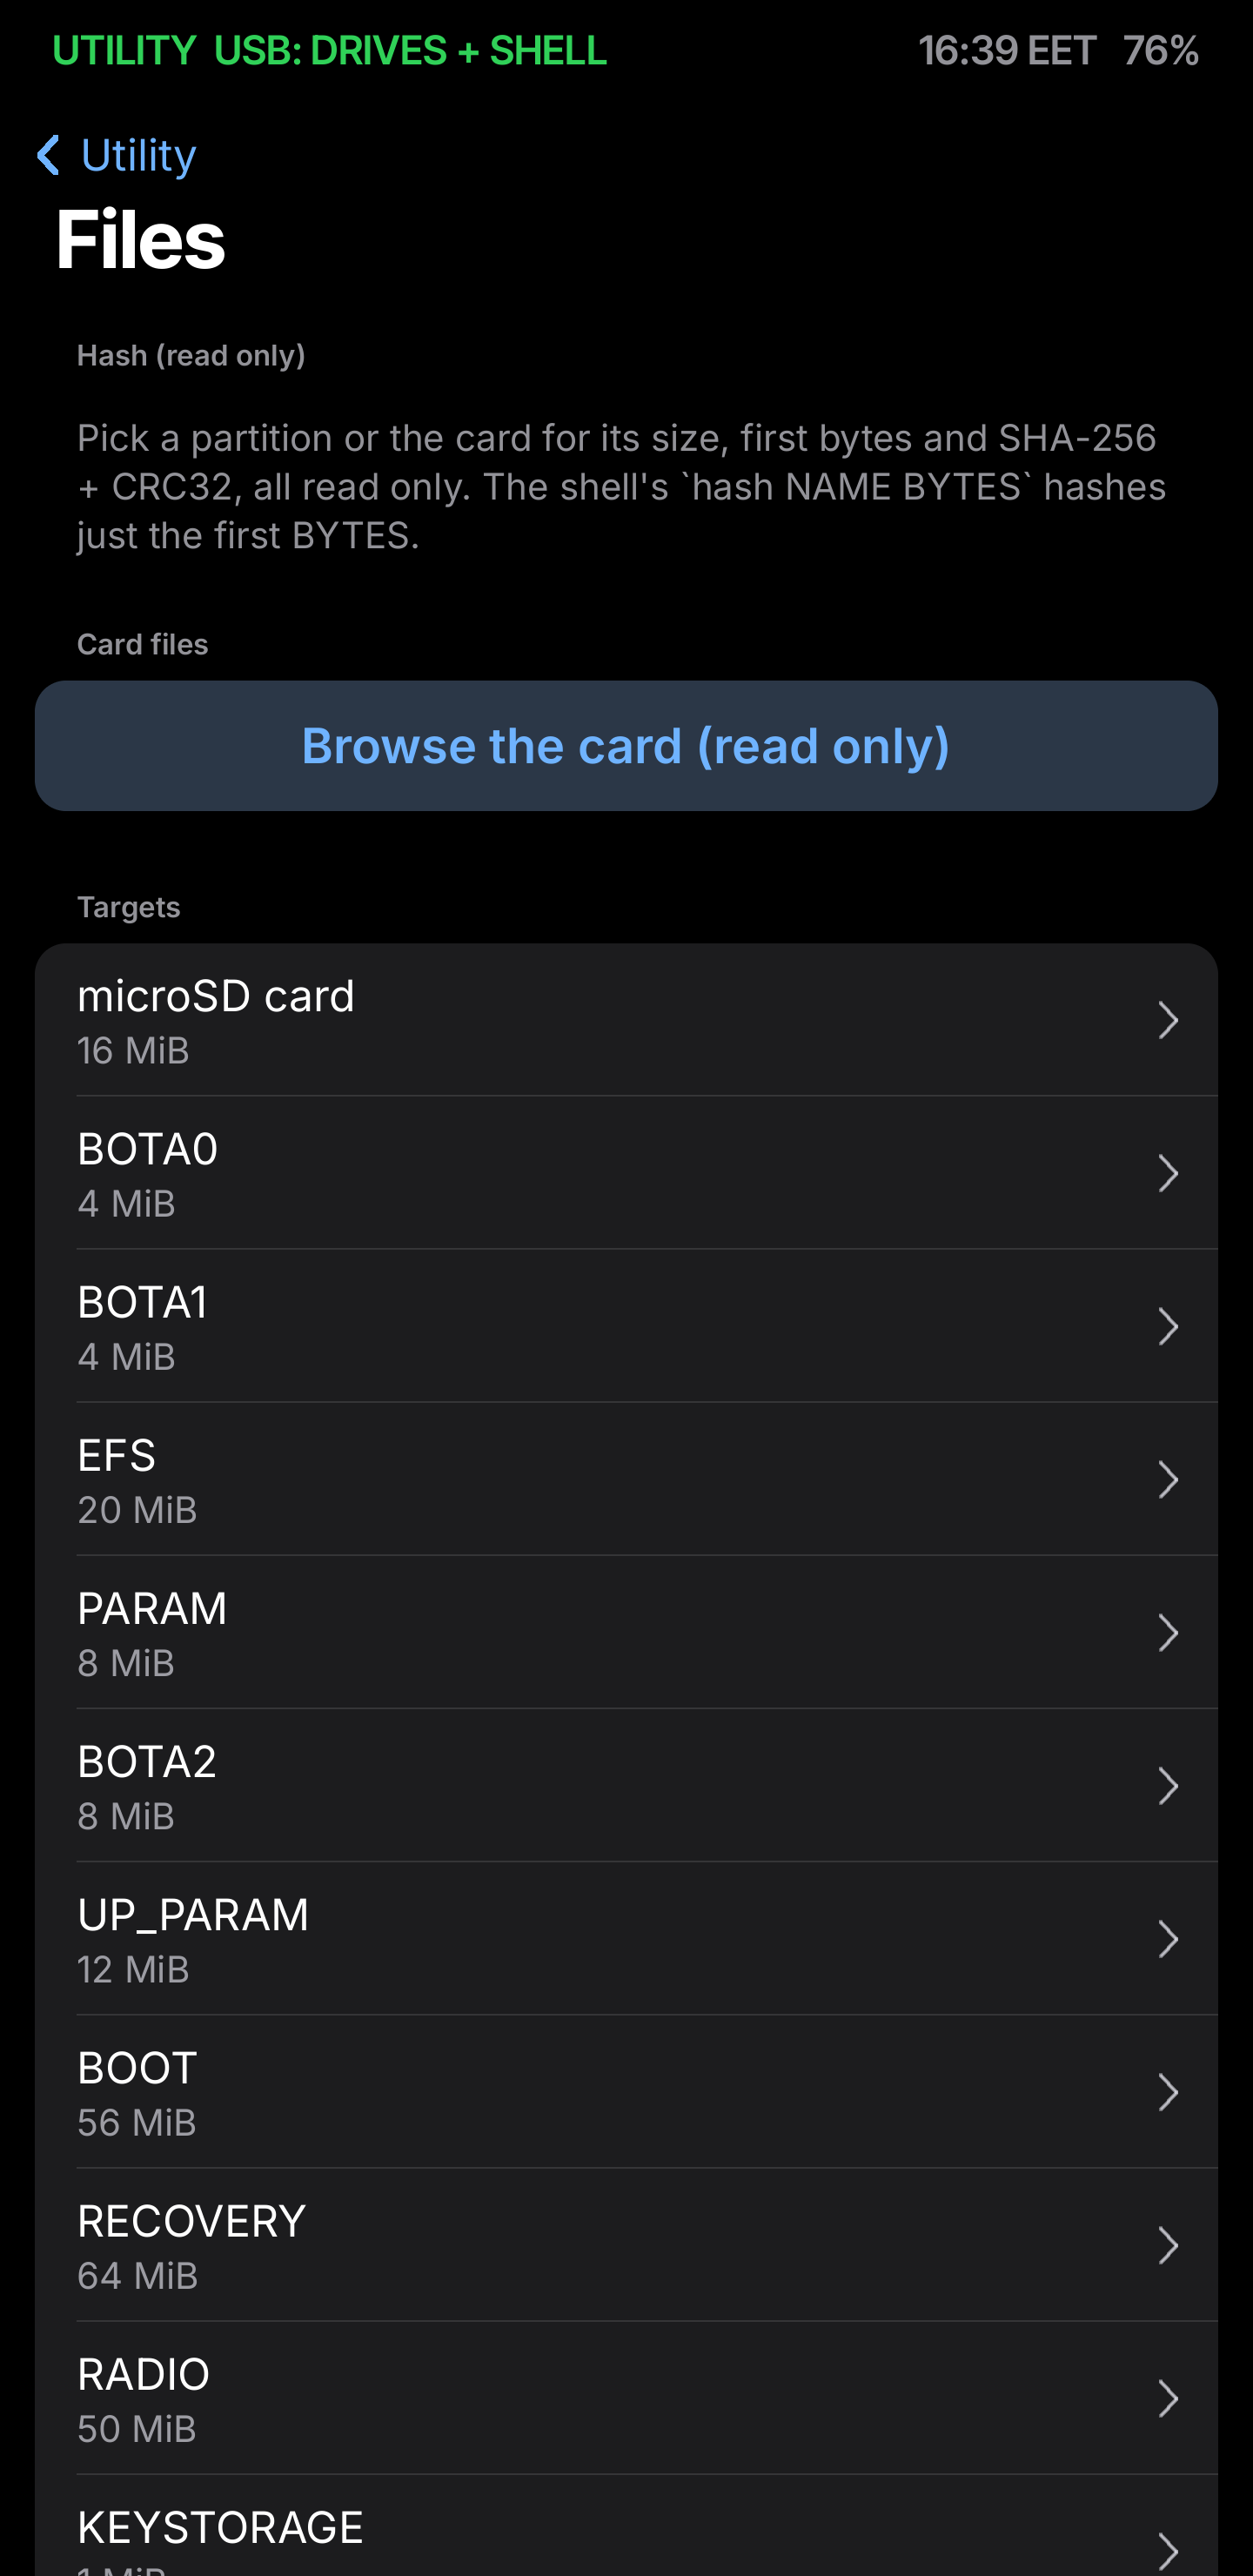 UTILITY USB: DRIVES + SHELL 16:39 EET 76%
Utility
Files
Hash (read only)
Pick a partition or the card for its size, first bytes and SHA-256
+ CRC32, all read only. The shell's `hash NAME BYTES` hashes
just the first BYTES.
Card files
Browse the card (read only)
Targets
microSD card
16 MiB
BOTA0
4 MiB
BOTA1
4 MiB
EFS
20 MiB
PARAM
8 MiB
BOTA2
8 MiB
UP_PARAM
12 MiB
BOOT
56 MiB
RECOVERY
64 MiB
RADIO
50 MiB
KEYSTORAGE
1 MiB